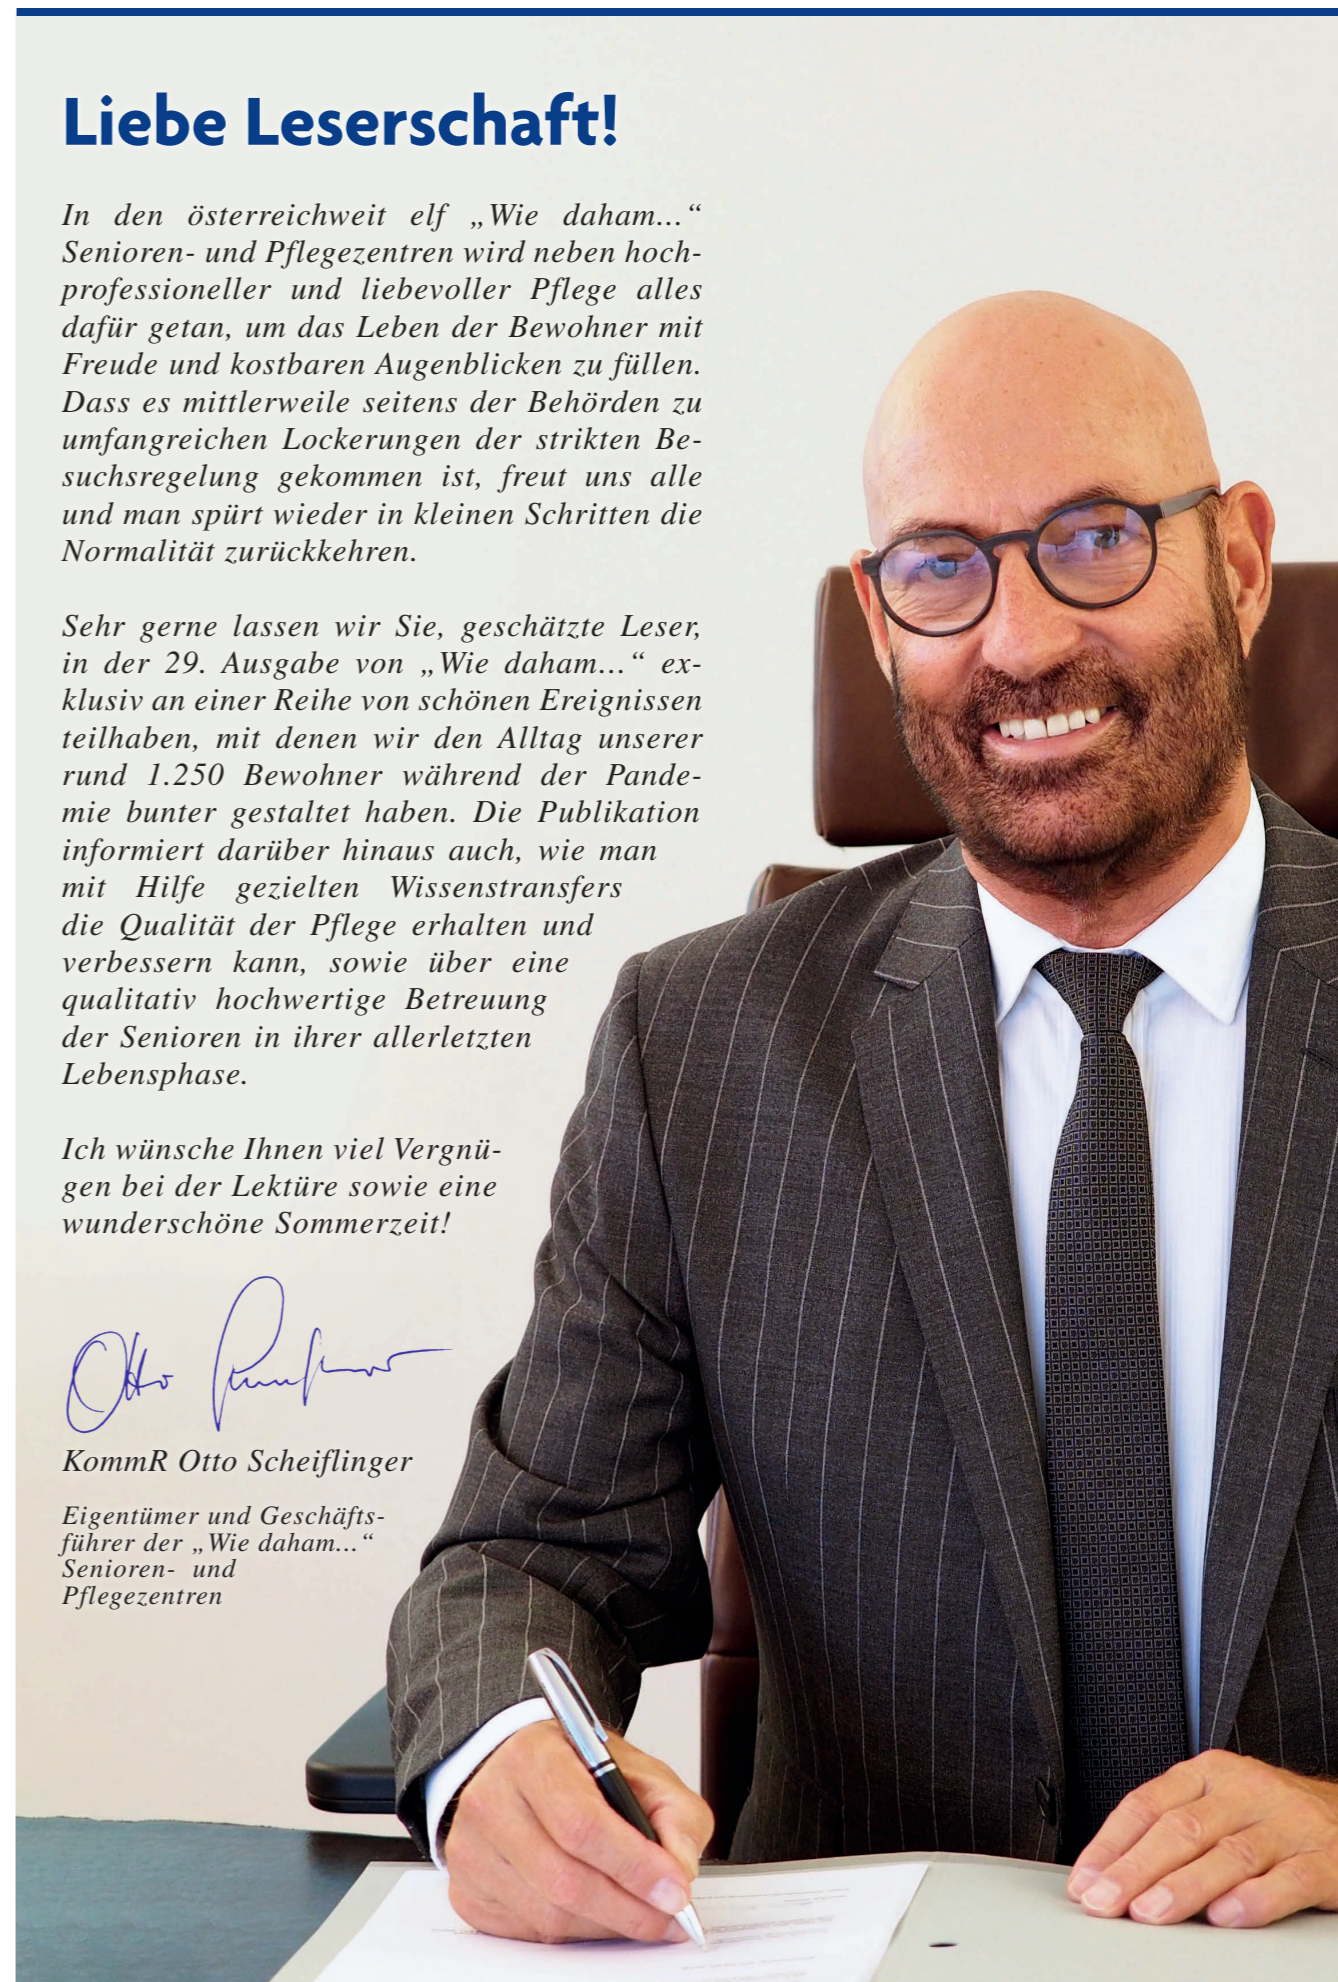 Liebe Leserschaft!
In den österreichweit elf „Wie daham...“
Senioren- und Pflegezentren wird neben hoch-
professioneller und liebevoller Pflege alles
dafür getan, um das Leben der Bewohner mit
Freude und kostbaren Augenblicken zu füllen.
Dass es mittlerweile seitens der Behörden zu
umfangreichen Lockerungen der strikten Be-
suchsregelung gekommen ist, freut uns alle
und man spürt wieder in kleinen Schritten die
Normalität zurückkehren.
Sehr gerne lassen wir Sie, geschätzte Leser,
in der 29. Ausgabe von „Wie daham...“ ex-
klusiv an einer Reihe von schönen Ereignissen
teilhaben, mit denen wir den Alltag unserer
rund 1.250 Bewohner während der Pande-
mie bunter gestaltet haben. Die Publikation
informiert darüber hinaus auch, wie man
mit Hilfe gezielten Wissenstransfers
die Qualität der Pflege erhalten und
verbessern kann, sowie über eine
qualitativ hochwertige Betreuung
der Senioren in ihrer allerletzten
Lebensphase.
Ich wünsche Ihnen viel Vergnü-
gen bei der Lektüre sowie eine
wunderschöne Sommerzeit!
Otto
KommR Otto Scheiflinger
Eigentümer und Geschäfts-
führer der „Wie daham...“
Senioren- und
Pflegezentren